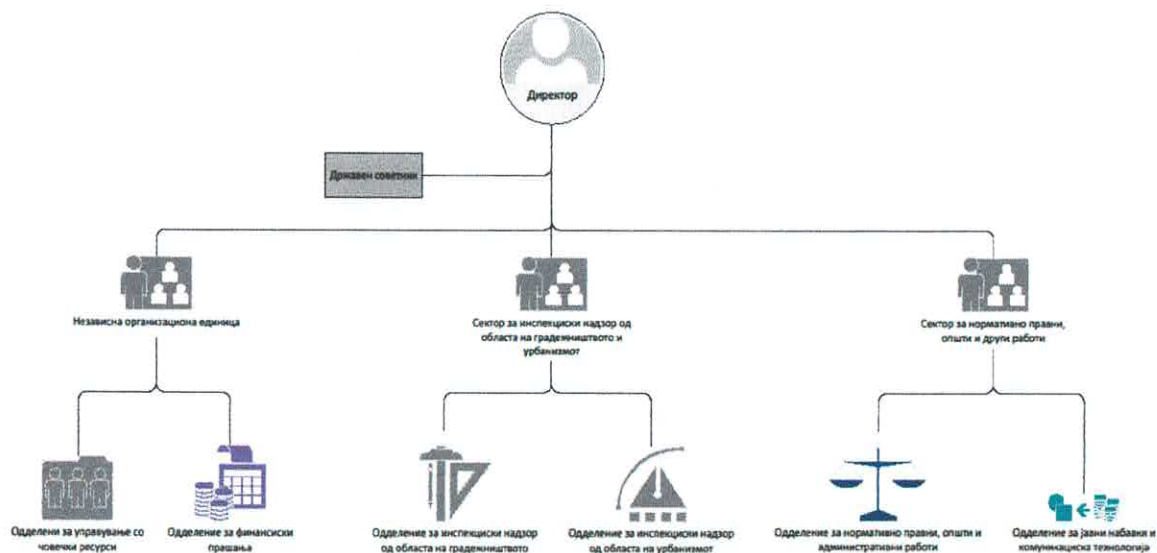 Директор
Државен советник
Независна организациона единица
Сектор за инспекциски надзор од
областа на градежништвото и
урбанизмот
Сектор за нормативно правни,
општи и други работи
Одделени за управување со
човечки ресурси
Одделение за финансиски
прашања
Одделение за инспекциски надзор
од областа на градежништвото
Одделение за инспекциски надзор
од областа на урбанизмот
Одделение за нормативно правни, општи и
административни работи
Одделение за јавни набавки и
комуникациска технологија